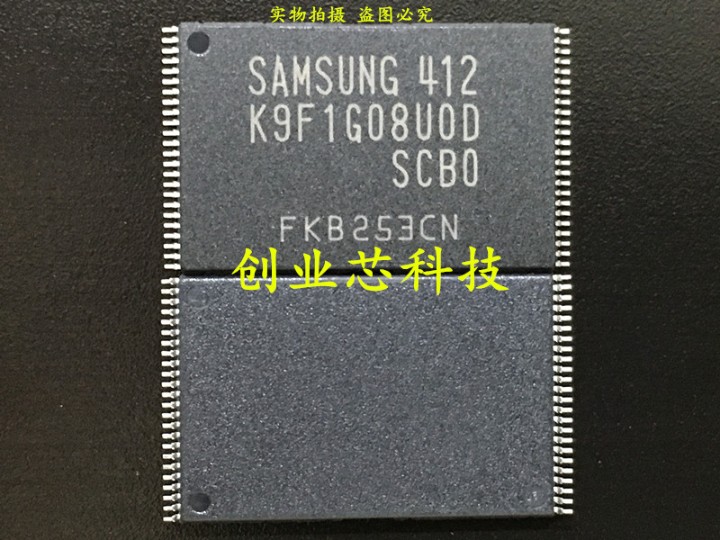 实物拍摄 盗图必究
SAMSUNG 412
K9F1G08U0D
SCB0
FKB253CN
创业芯科技